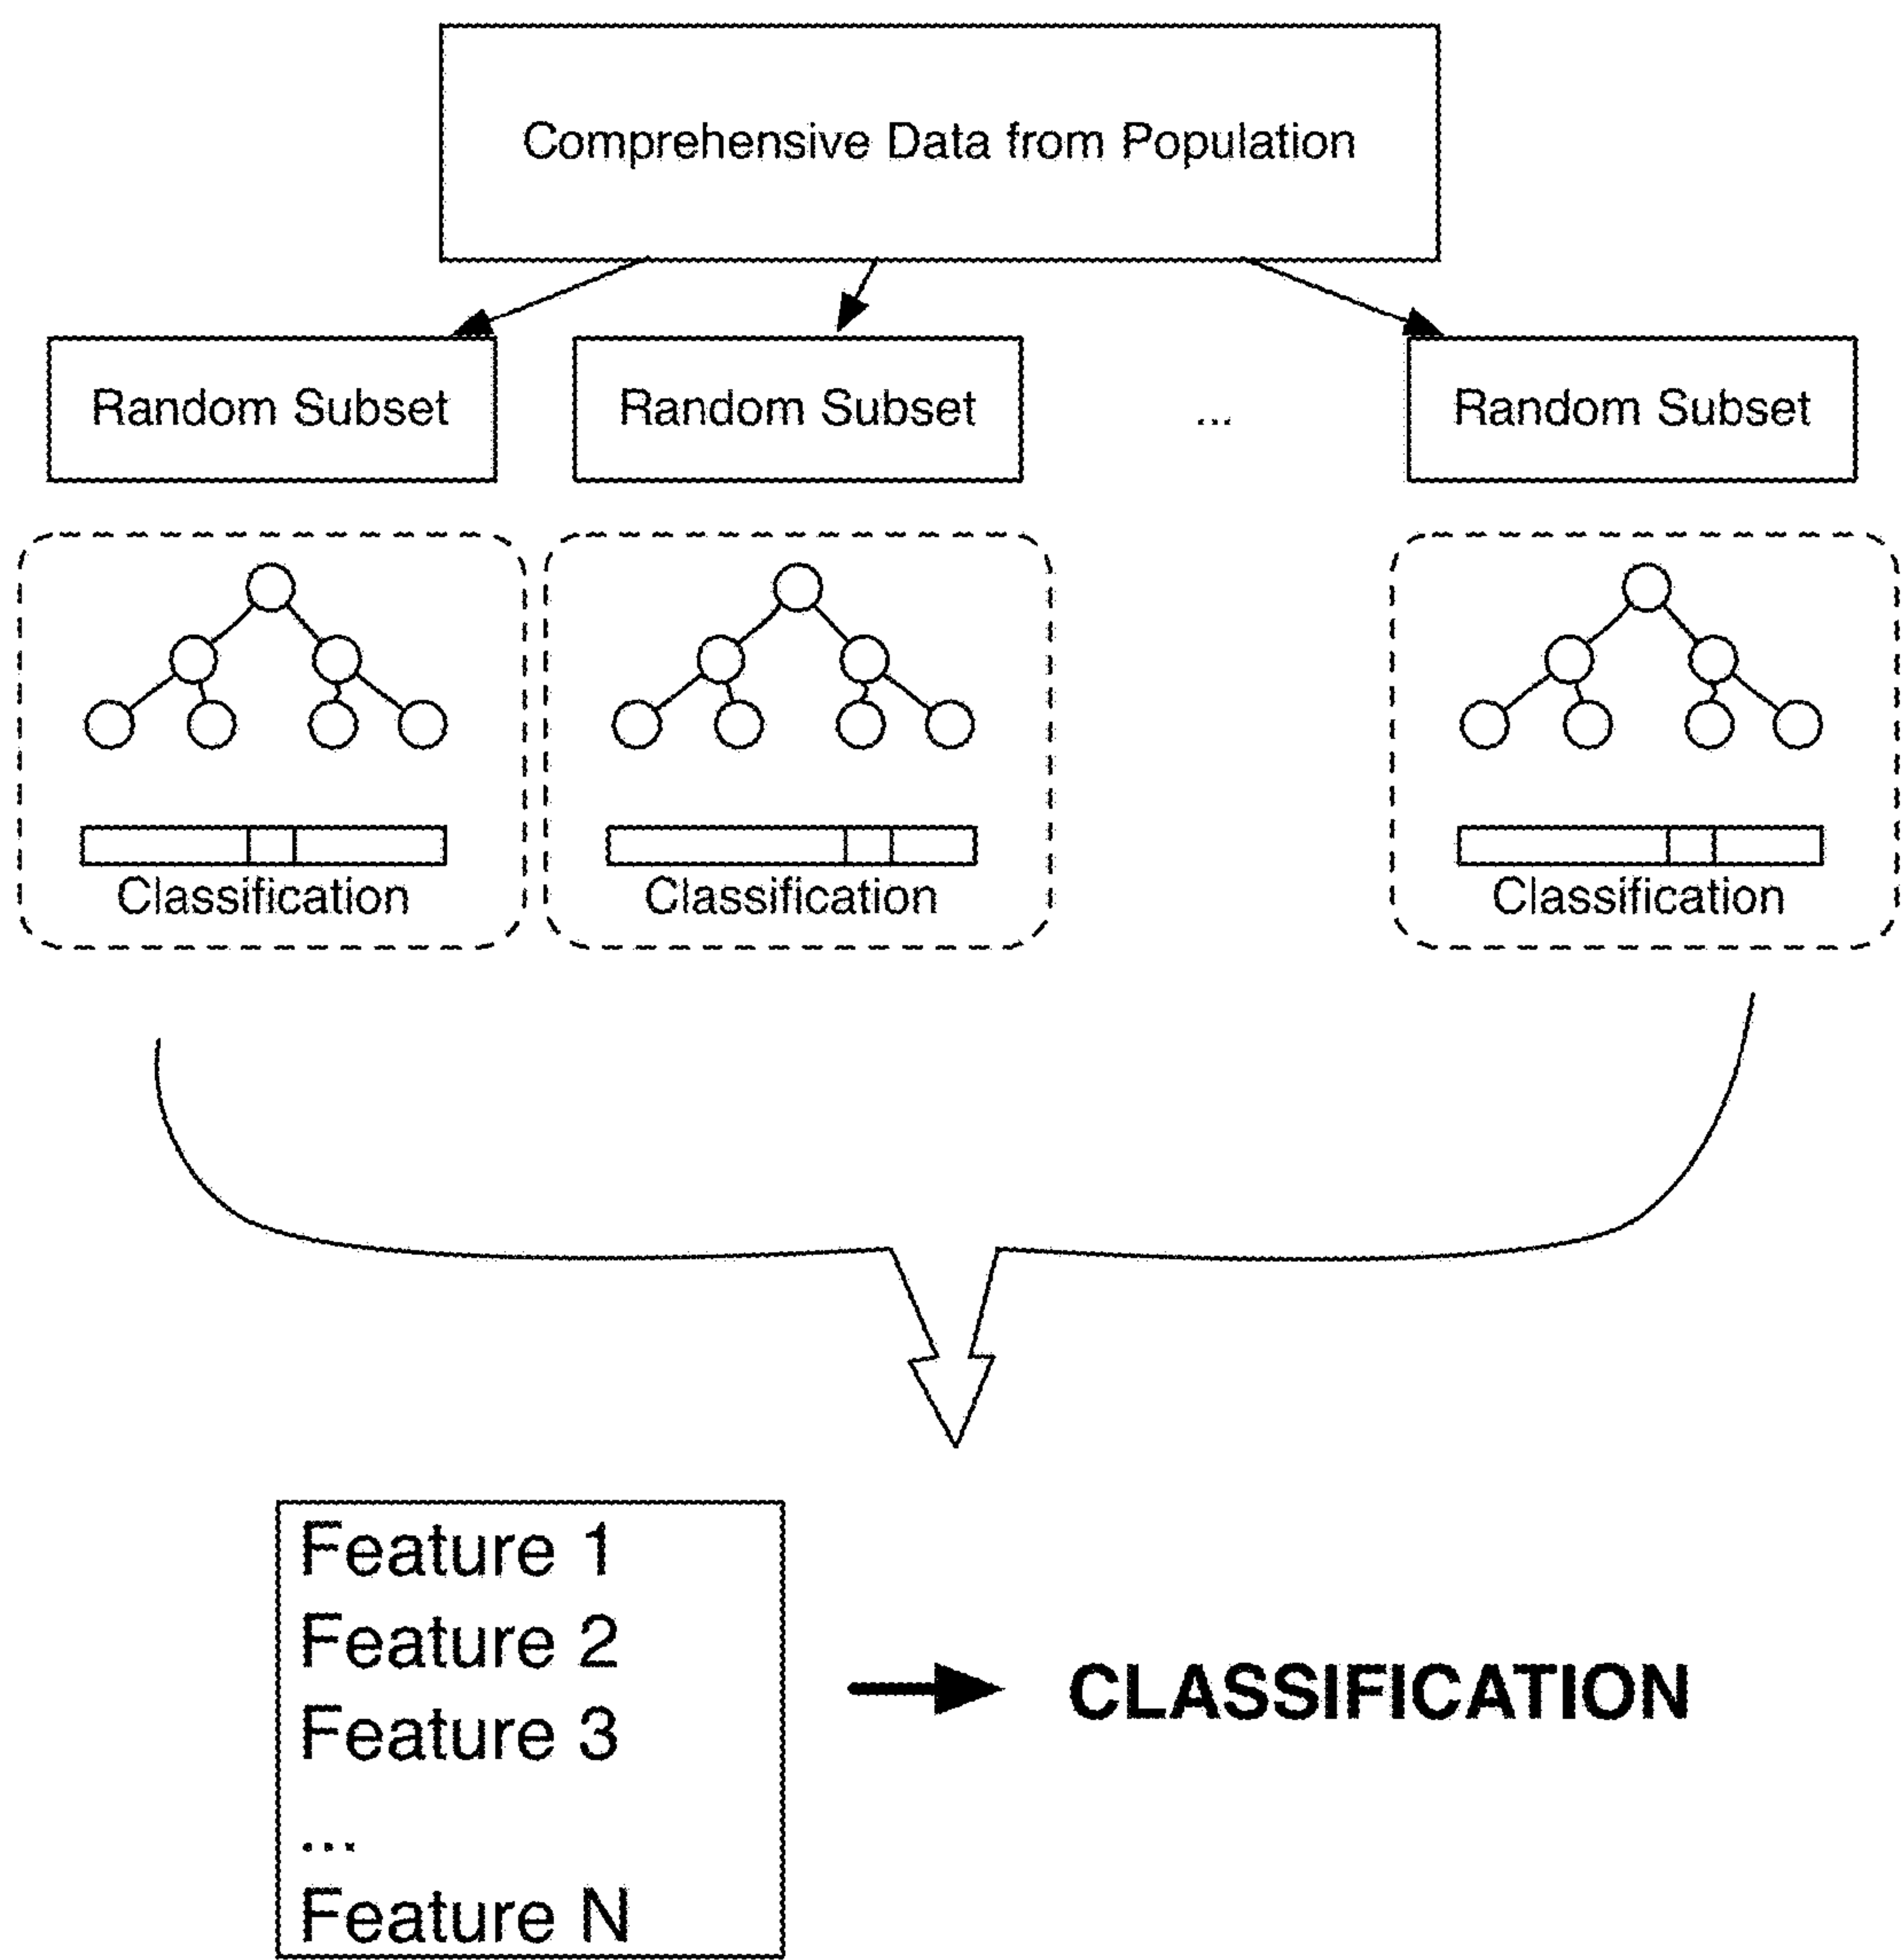 Comprehensive Data from Population
Random Subset
Random Subset
...
Random Subset
Classification
Classification
Classification
Feature 1
Feature 2
Feature 3
...
Feature N
CLASSIFICATION